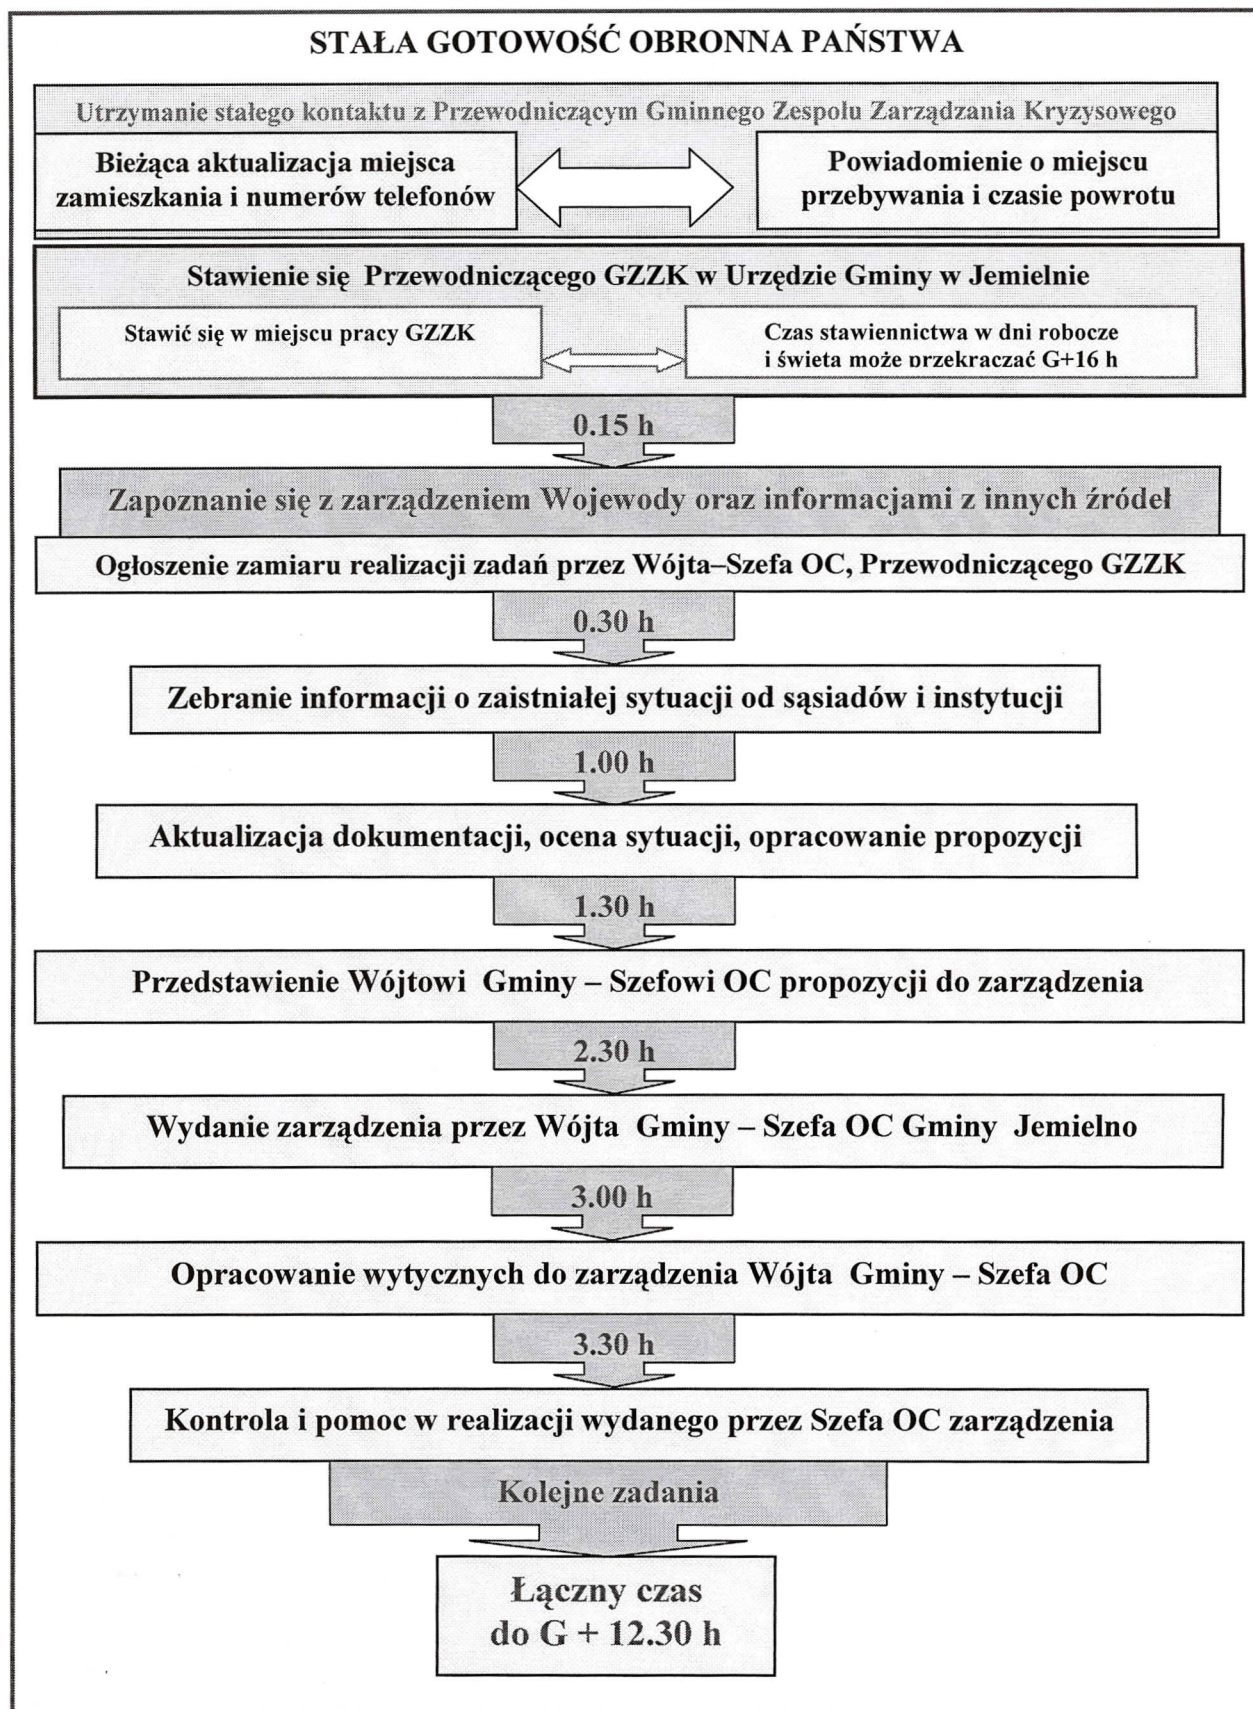 STAŁA GOTOWOŚĆ OBRONNA PAŃSTWA
Utrzymanie stałego kontaktu z Przewodniczącym Gminnego Zespolu Zarządzania Kryzysowego
Bieżąca aktualizacja miejsca
zamieszkania i numerów telefonów
Powiadomienie o miejscu
przebywania i czasie powrotu
Stawienie się Przewodniczącego GZZK w Urzędzie Gminy w Jemielnie
Stawić się w miejscu pracy GZZK
Czas stawiennictwa w dni robocze
i święta może przekraczać G+16 h
0.15 h
Zapoznanie się z zarządzeniem Wojewody oraz informacjami z innych źródeł
Ogłoszenie zamiaru realizacji zadań przez Wójta–Szefa OC, Przewodniczącego GZZK
0.30 h
Zebranie informacji o zaistniałej sytuacji od sąsiadów i instytucji
1.00 h
Aktualizacja dokumentacji, ocena sytuacji, opracowanie propozycji
1.30 h
Przedstawienie Wójtowi Gminy – Szefowi OC propozycji do zarządzenia
2.30 h
Wydanie zarządzenia przez Wójta Gminy – Szefa OC Gminy Jemielno
3.00 h
Opracowanie wytycznych do zarządzenia Wójta Gminy – Szefa OC
3.30 h
Kontrola i pomoc w realizacji wydanego przez Szefa OC zarządzenia
Kolejne zadania
Łączny czas
do G + 12.30 h